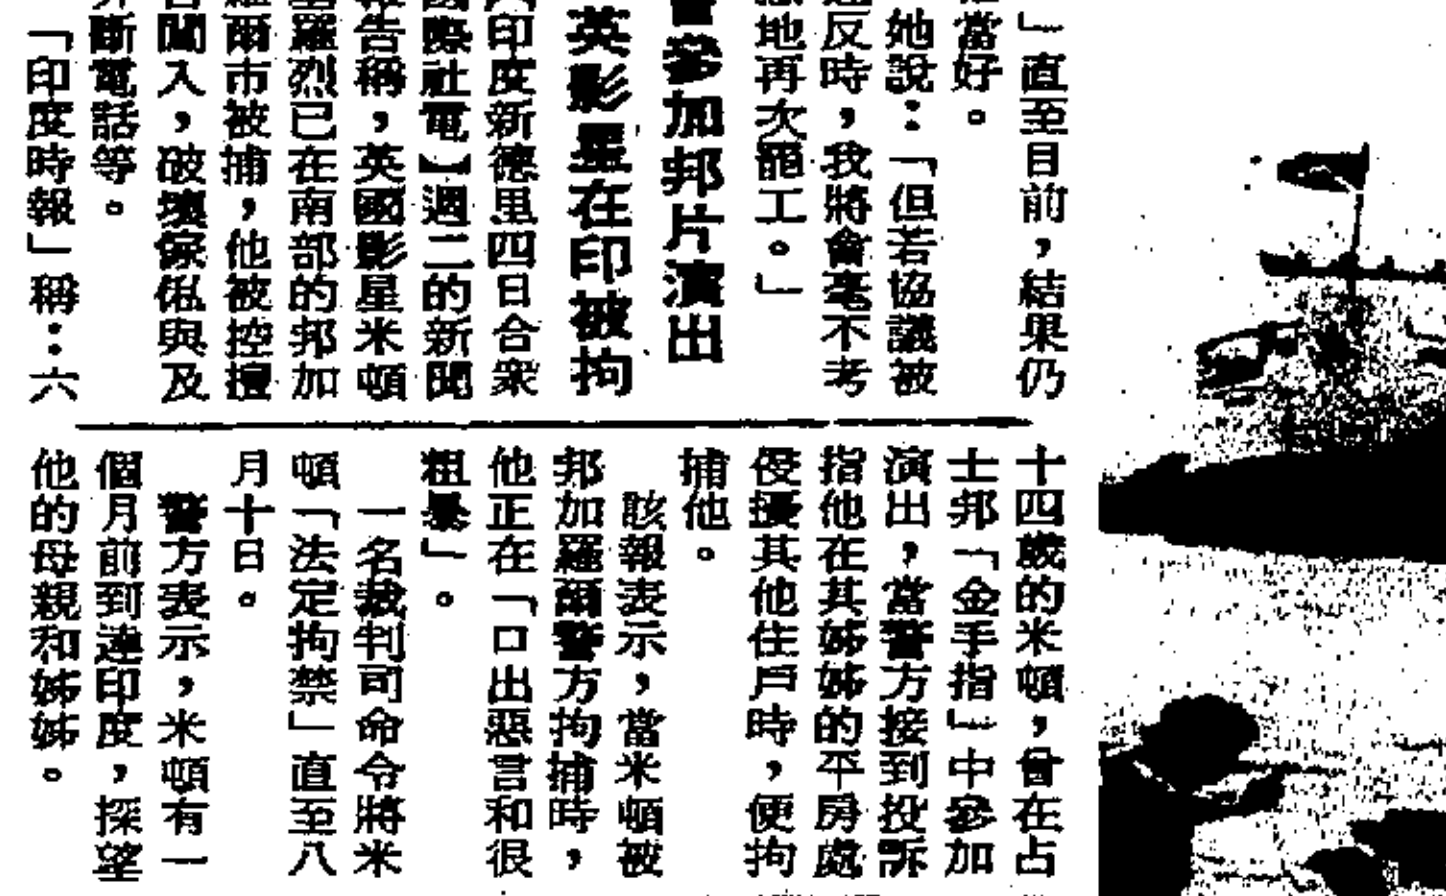 」直至目前，結果仍
當好。
她說：「但若協議被
反時，我將會毫不考
地再次罷工。」
參加邦片演出
英影星在印被拘
印度新德里四日合衆
際社電】週二的新聞
告稱，英國影星米頓
羅烈已在南部的邦加
爾市被捕，他被控擅
闖入，破壞傢俬與及
斷電話等。
「印度時報」稱：六
十四歲的米頓，曾在占
士邦「金手指」中參加
演出，當警方接到投訴
指他在其姊姊的平房處
侵擾其他住戶時，便拘
捕他。
該報表示，當米頓被
邦加羅爾警方拘捕時，
他正在「口出惡言和很
粗暴」。
一名裁判司命令將米
頓「法定拘禁」直至八
月十日。
警方表示，米頓有一
個月前到達印度，探望
他的母親和姊姊。